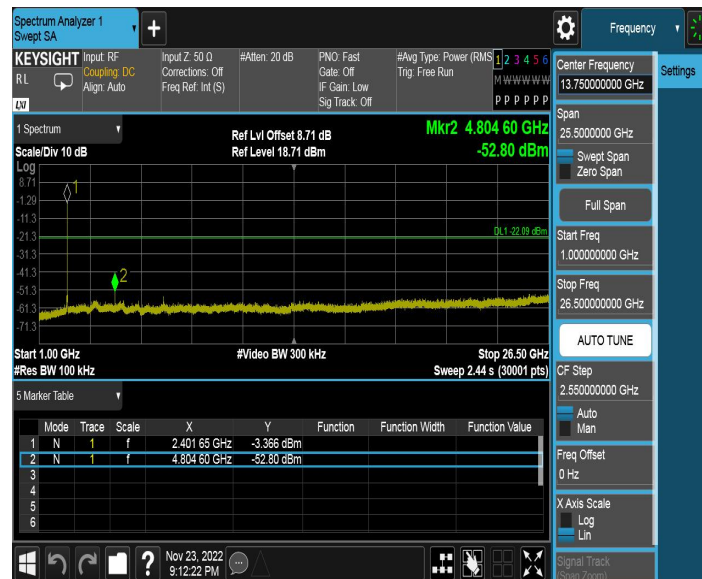 Spectrum Analyzer 1
Swept SA
+
Frequency
KEYSIGHT
RL
LXI
Input: RF
Coupling: DC
Align: Auto
Input Z: 50 Ω
Corrections: Off
Freq Ref: Int (S)
#Atten: 20 dB
PNO: Fast
Gate: Off
IF Gain: Low
Sig Track: Off
#Avg Type: Power (RMS
Trig: Free Run
1 2 3 4 5 6
M W W W W W
P P P P P P
1 Spectrum
Scale/Div 10 dB
Log
Ref Lvl Offset 8.71 dB
Ref Level 18.71 dBm
Mkr2 4.804 60 GHz
-52.80 dBm
8.71
-1.29
-11.3
-21.3
-31.3
-41.3
-51.3
-61.3
-71.3
1
2
DL1 -22.09 dBm
Start 1.00 GHz
#Res BW 100 kHz
#Video BW 300 kHz
Stop 26.50 GHz
Sweep 2.44 s (30001 pts)
5 Marker Table
Mode Trace Scale X Y Function Function Width Function Value
1 N 1 f 2.401 65 GHz -3.366 dBm
2 N 1 f 4.804 60 GHz -52.80 dBm
3
4
5
6
?
Nov 23, 2022
9:12:22 PM
Center Frequency
13.750000000 GHz
Span
25.5000000 GHz
Swept Span
Zero Span
Full Span
Start Freq
1.000000000 GHz
Stop Freq
26.500000000 GHz
AUTO TUNE
CF Step
2.550000000 GHz
Auto
Man
Freq Offset
0 Hz
X Axis Scale
Log
Lin
Signal Track
(Span Zoom)
Settings